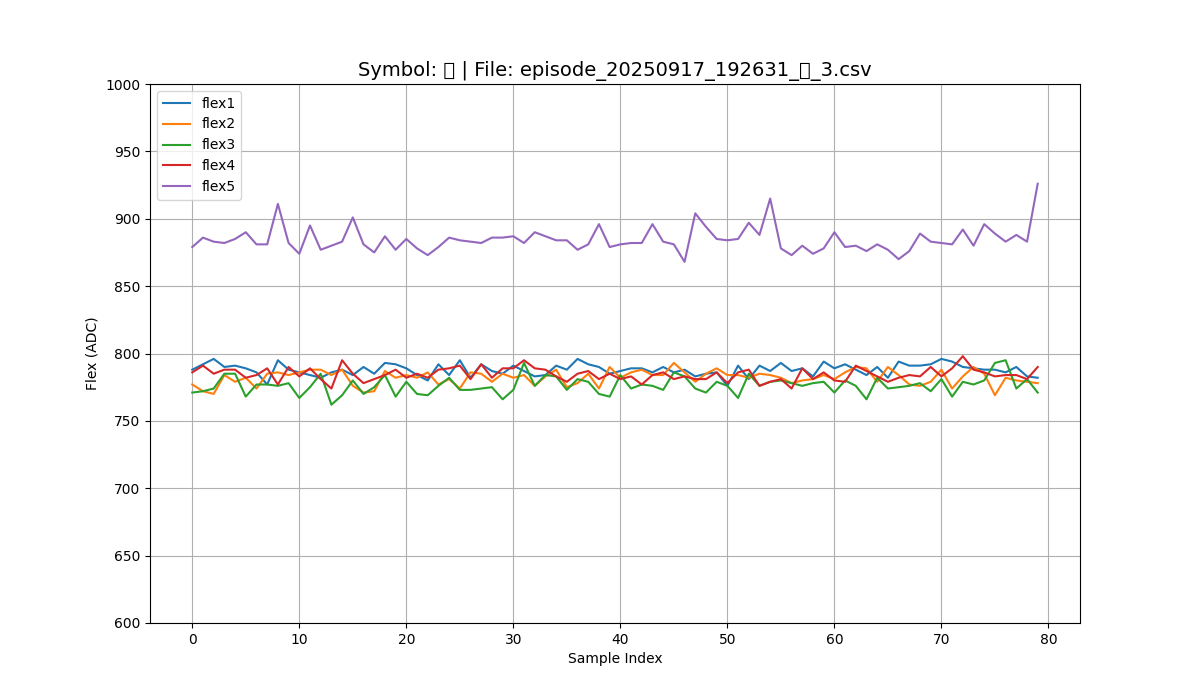 Symbol: ▯ | File: episode_20250917_192631_▯_3.csv
1000
950
900
850
800
750
700
650
600
Flex (ADC)
flex1
flex2
flex3
flex4
flex5
0 10 20 30 40 50 60 70 80
Sample Index